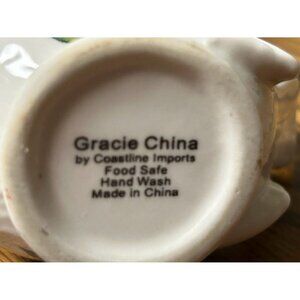 Gracie China
by Coastline Imports
Food Safe
Hand Wash
Made in China